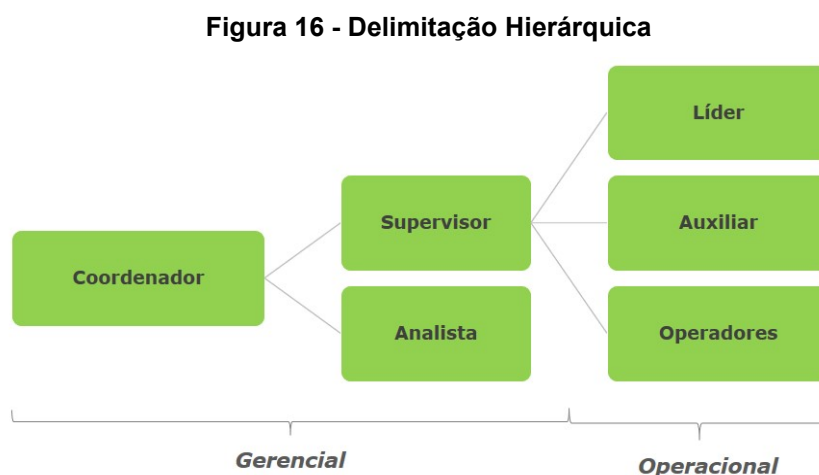 Figura 16 - Delimitação Hierárquica
Líder
Supervisor
Auxiliar
Coordenador
Analista
Operadores
Gerencial
Operacional